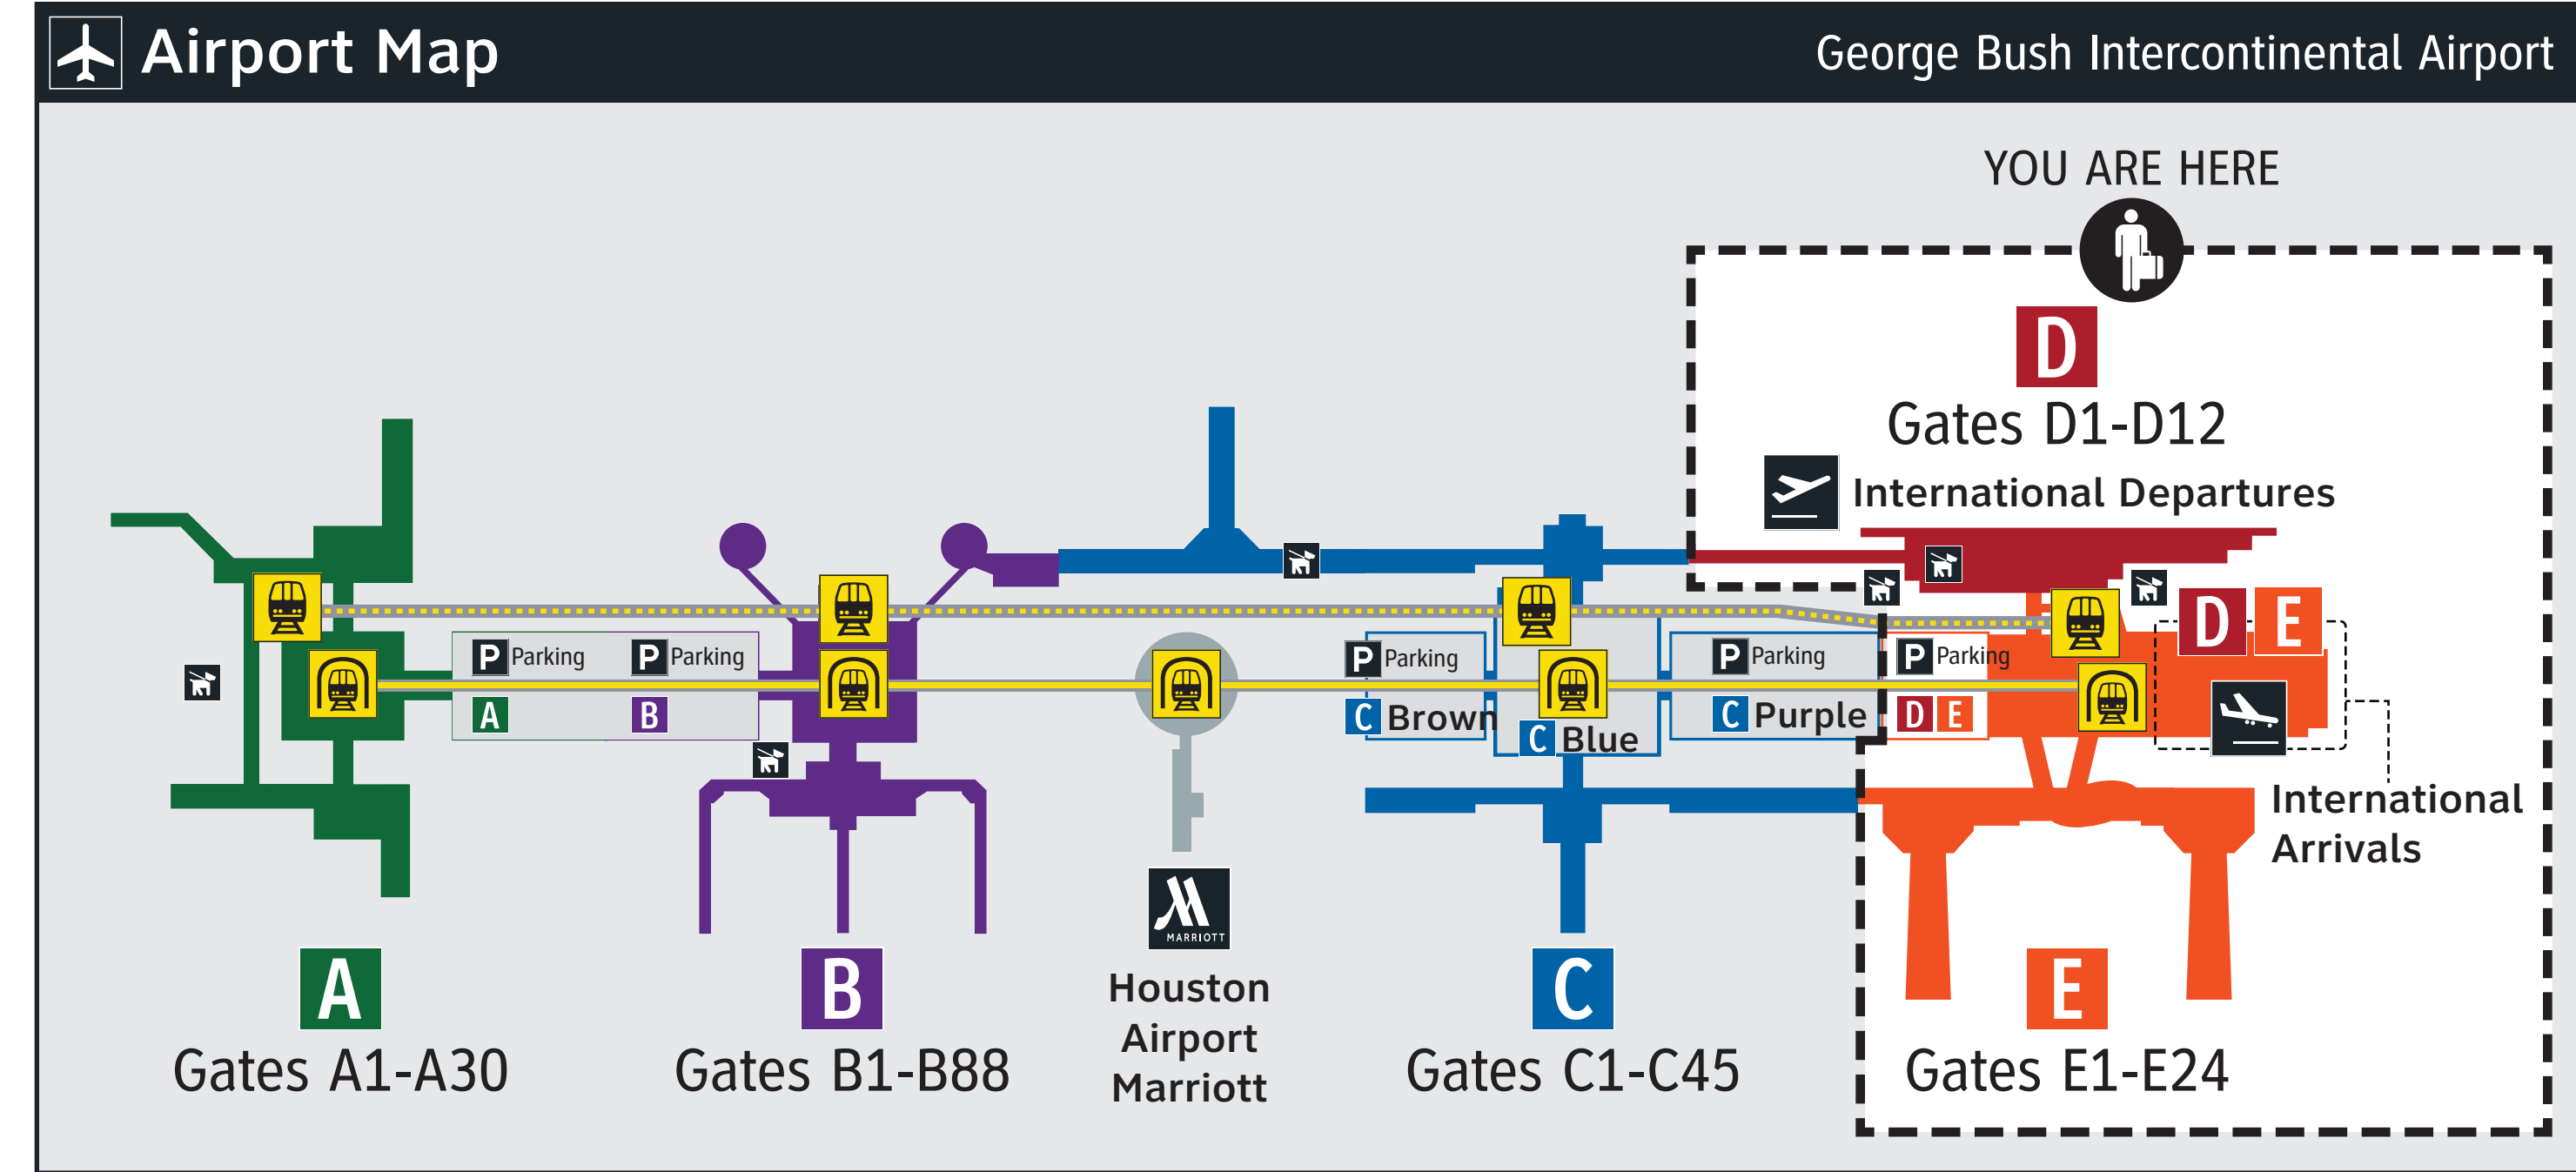 Airport Map
George Bush Intercontinental Airport
YOU ARE HERE
D
Gates D1-D12
International Departures
D E
P Parking
P Parking
P Parking
P Parking
P Parking
A
B
C Brown
C Blue
C Purple
D E
International
Arrivals
MARRIOTT
Houston
Airport
Marriott
A
Gates A1-A30
B
Gates B1-B88
C
Gates C1-C45
E
Gates E1-E24